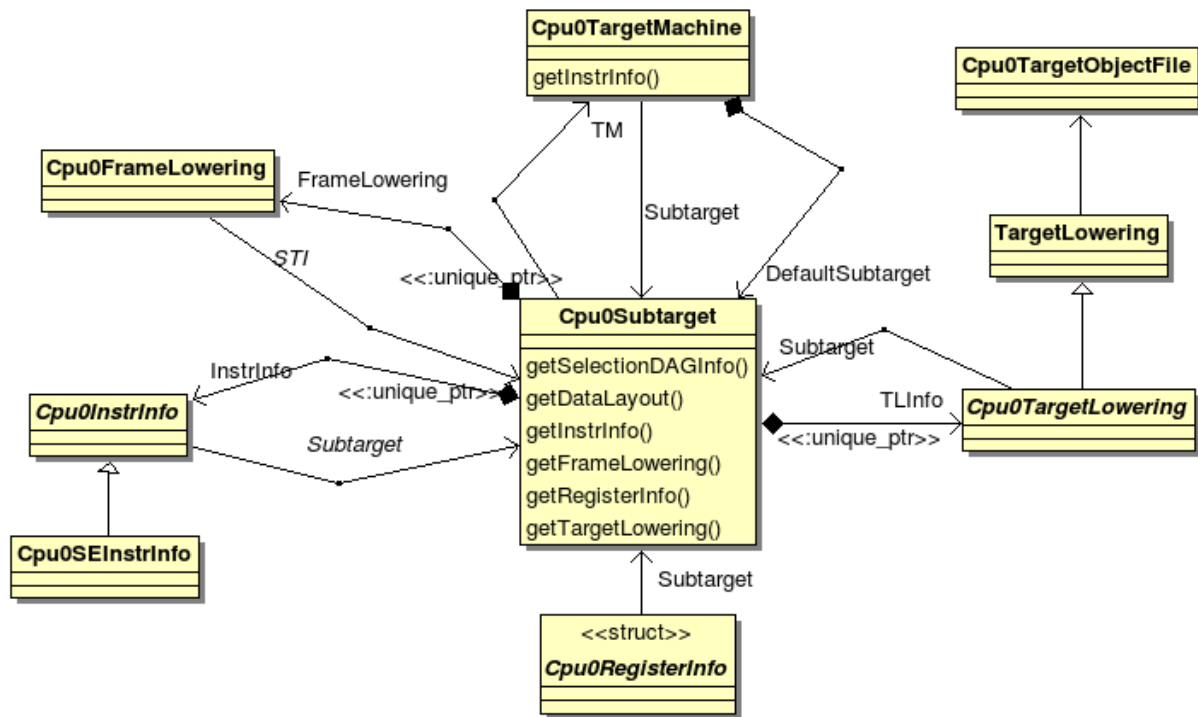 Cpu0TargetMachine
getInstrInfo()
Cpu0TargetObjectFile
TM
Cpu0FrameLowering
FrameLowering
Subtarget
TargetLowering
STI
<<:unique_ptr>>
DefaultSubtarget
Cpu0Subtarget
getSelectionDAGInfo()
getDataLayout()
getInstrInfo()
getFrameLowering()
getRegisterInfo()
getTargetLowering()
Subtarget
InstrInfo
<<:unique_ptr>>
Cpu0InstrInfo
TLInfo
<<:unique_ptr>>
Cpu0TargetLowering
Subtarget
Cpu0SEInstrInfo
Subtarget
<<struct>>
Cpu0RegisterInfo